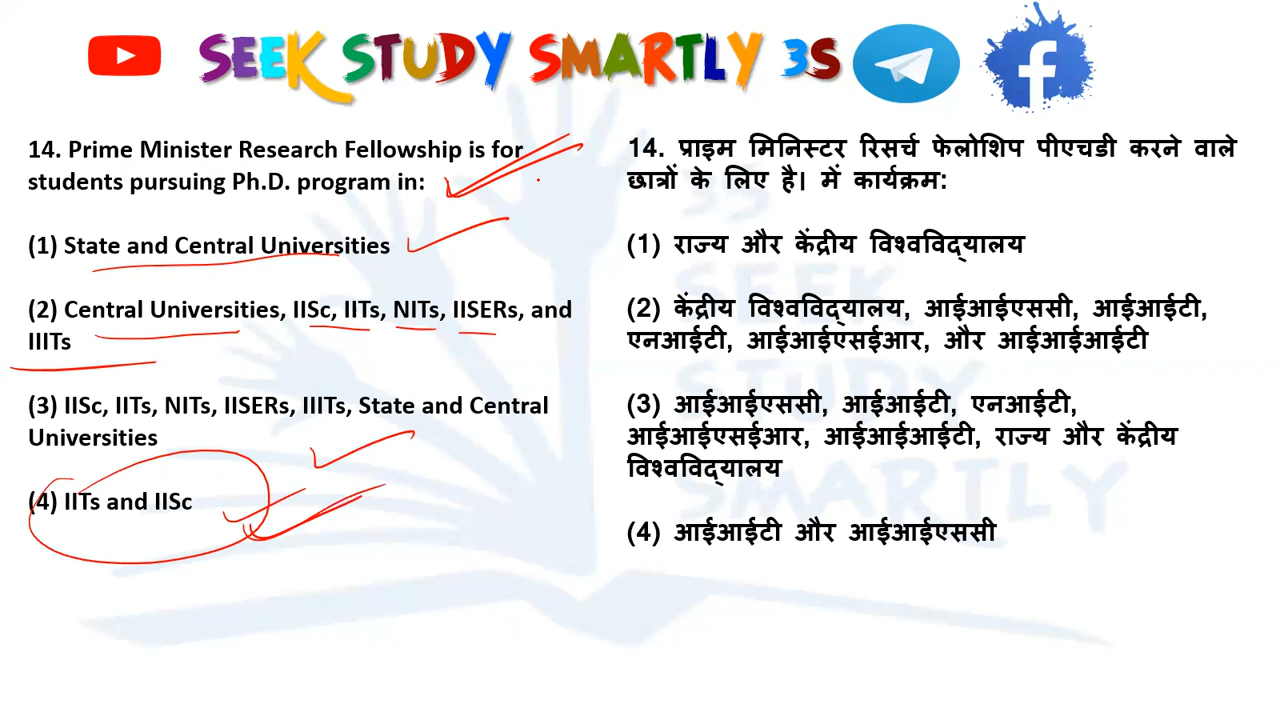 SEEK STUDY SMARTLY 3S
14. Prime Minister Research Fellowship is for
students pursuing Ph.D. program in:
(1) State and Central Universities
(2) Central Universities, IISc, IITs, NITs, IISERs, and
IIITs
(3) IISc, IITs, NITs, IISERs, IIITs, State and Central
Universities
(4) IITs and IISc
14. प्राइम मिनिस्टर रिसर्च फेलोशिप पीएचडी करने वाले
छात्रों के लिए है। में कार्यक्रम:
(1) राज्य और केंद्रीय विश्वविद्यालय
(2) केंद्रीय विश्वविद्यालय, आईआईएससी, आईआईटी,
एनआईटी, आईआईएसईआर, और आईआईआईटी
(3) आईआईएससी, आईआईटी, एनआईटी,
आईआईएसईआर, आईआईआईटी, राज्य और केंद्रीय
विश्वविद्यालय
(4) आईआईटी और आईआईएससी
3S
SEEK
STUDY
SMARTLY